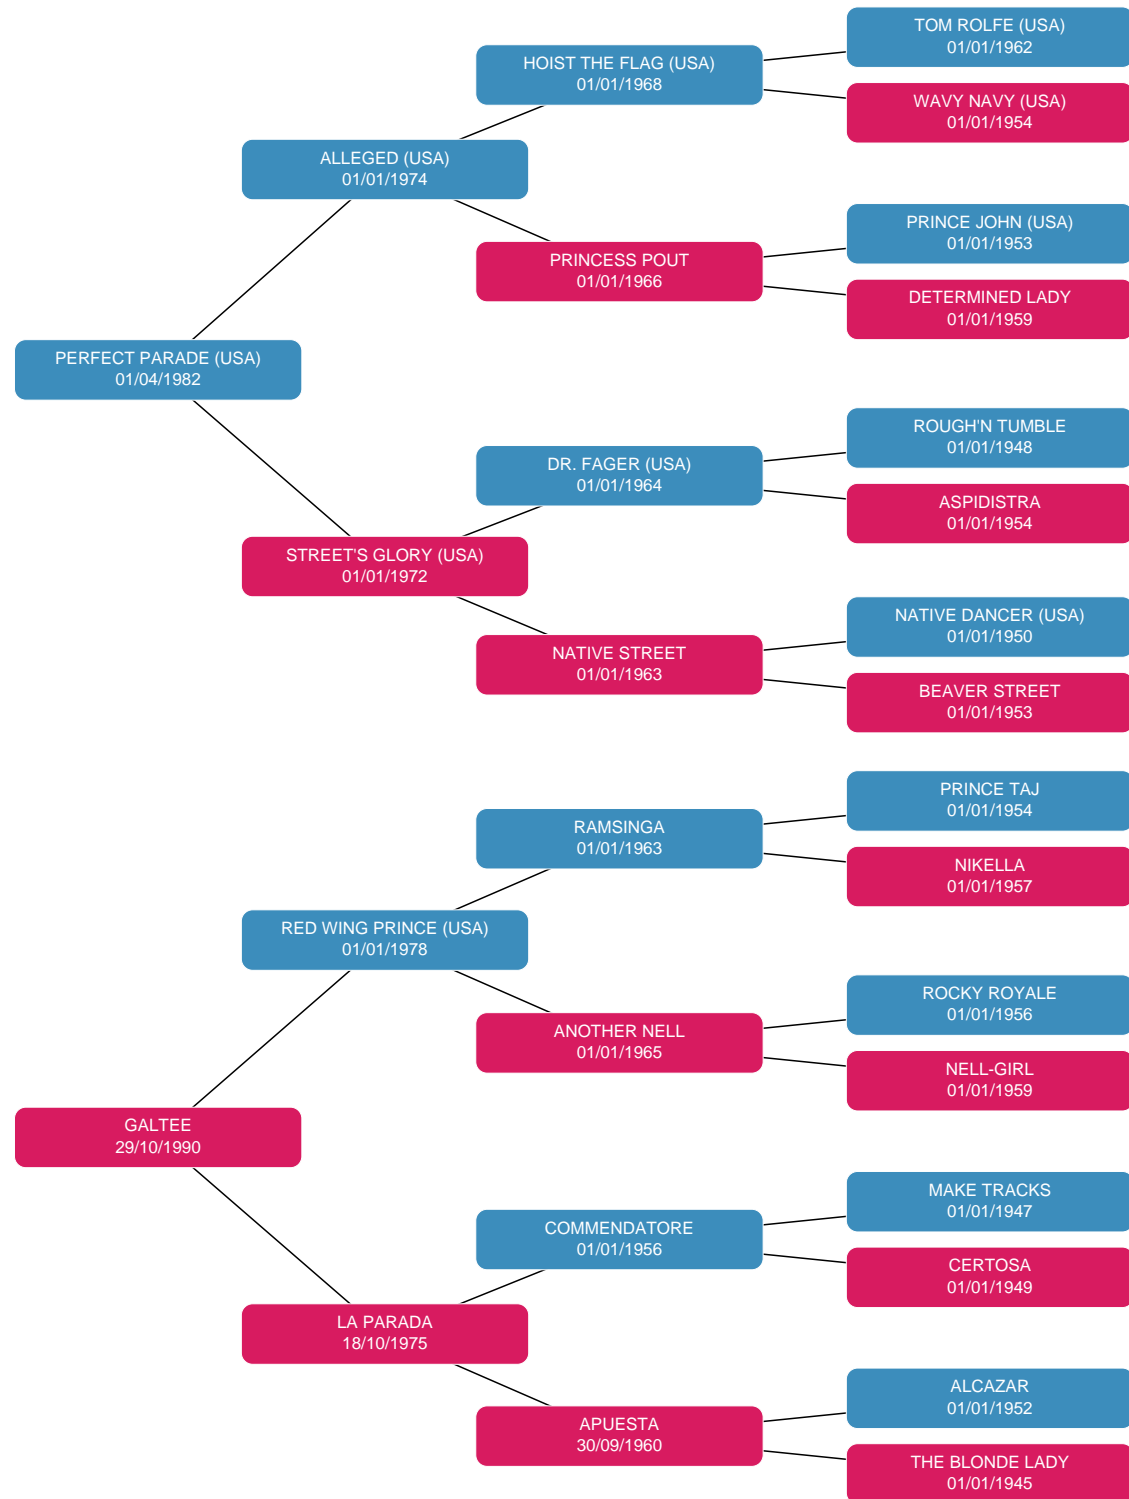 TOM ROLFE (USA)
01/01/1962
HOIST THE FLAG (USA)
01/01/1968
WAVY NAVY (USA)
01/01/1954
ALLEGED (USA)
01/01/1974
PRINCE JOHN (USA)
01/01/1953
PRINCESS POUT
01/01/1966
DETERMINED LADY
01/01/1959
PERFECT PARADE (USA)
01/04/1982
ROUGH'N TUMBLE
01/01/1948
DR. FAGER (USA)
01/01/1964
ASPIDISTRA
01/01/1954
STREET'S GLORY (USA)
01/01/1972
NATIVE DANCER (USA)
01/01/1950
NATIVE STREET
01/01/1963
BEAVER STREET
01/01/1953
PRINCE TAJ
01/01/1954
RAMSINGA
01/01/1963
NIKELLA
01/01/1957
RED WING PRINCE (USA)
01/01/1978
ROCKY ROYALE
01/01/1956
ANOTHER NELL
01/01/1965
NELL-GIRL
01/01/1959
GALTEE
29/10/1990
MAKE TRACKS
01/01/1947
COMMENDATORE
01/01/1956
CERTOSA
01/01/1949
LA PARADA
18/10/1975
ALCAZAR
01/01/1952
APUESTA
30/09/1960
THE BLONDE LADY
01/01/1945